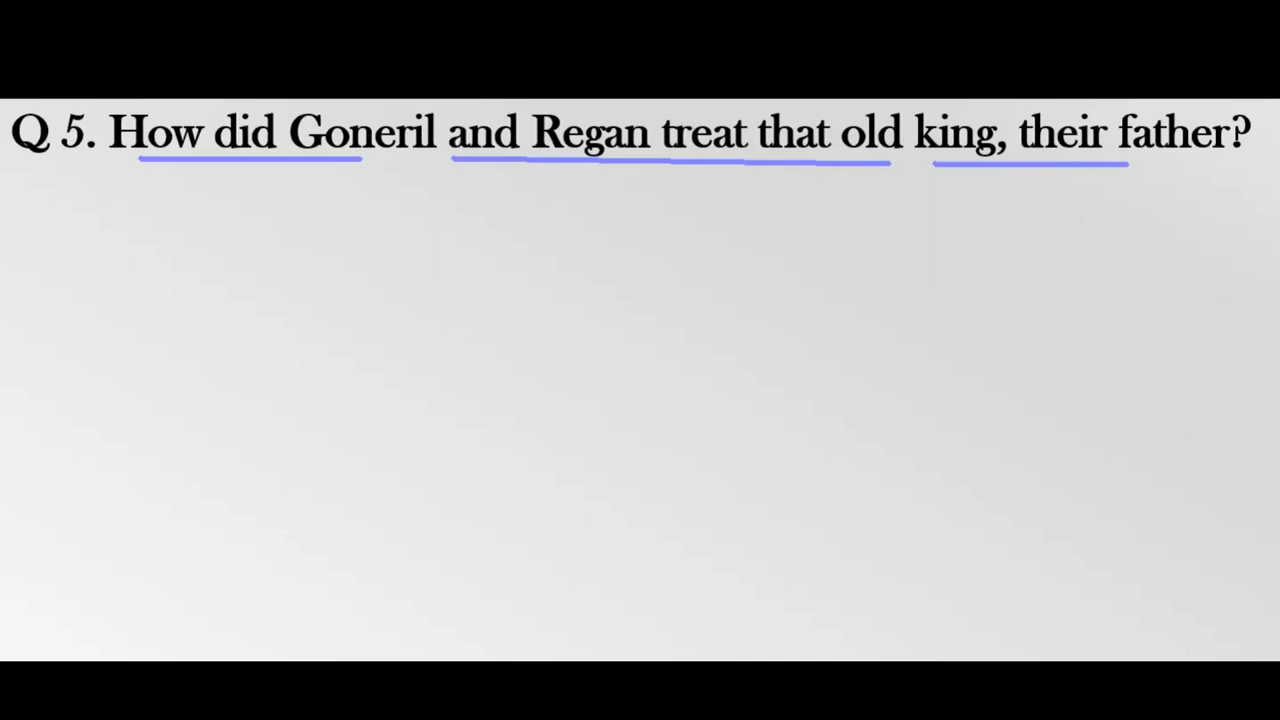 Q 5. How did Goneril and Regan treat that old king, their father?